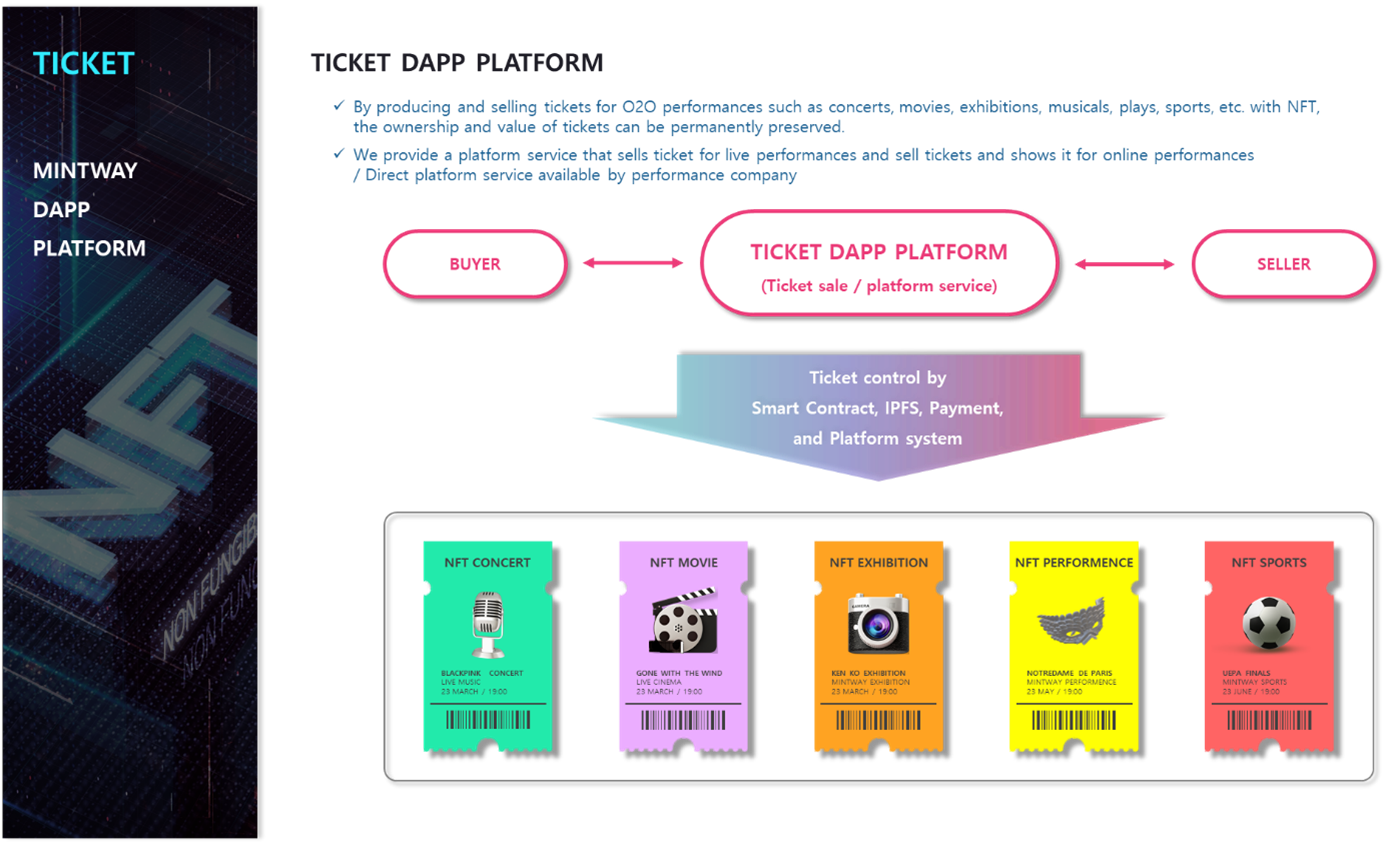 TICKET
MINTWAY
DAPP
PLATFORM
NFT
NON-FUNGIB
NON-FUN
TICKET DAPP PLATFORM
✓ By producing and selling tickets for O2O performances such as concerts, movies, exhibitions, musicals, plays, sports, etc. with NFT,
the ownership and value of tickets can be permanently preserved.
✓ We provide a platform service that sells ticket for live performances and sell tickets and shows it for online performances
/ Direct platform service available by performance company
BUYER
TICKET DAPP PLATFORM
(Ticket sale / platform service)
SELLER
Ticket control by
Smart Contract, IPFS, Payment,
and Platform system
NFT CONCERT
BLACKPINK CONCERT
LIVE MUSIC
23 MARCH / 19:00
NFT MOVIE
GONE WITH THE WIND
LIVE CINEMA
23 MARCH / 19:00
NFT EXHIBITION
KEN KO EXHIBITION
MINTWAY EXHIBITION
23 MARCH / 19:00
NFT PERFORMENCE
NOTREDAME DE PARIS
MINTWAY PERFORMENCE
23 MAY / 19:00
NFT SPORTS
UEPA FINALS
MINTWAY SPORTS
23 JUNE / 19:00